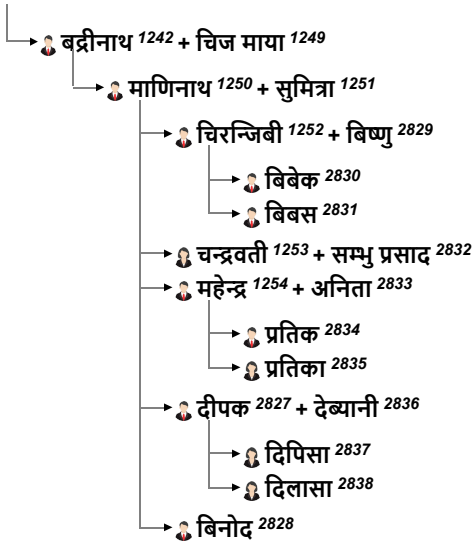 बद्रीनाथ 1242 + चिज माया 1249
माणिनाथ 1250 + सुमित्रा 1251
चिरन्जिबी 1252 + बिष्णु 2829
बिबेक 2830
बिबस 2831
चन्द्रवती 1253 + सम्भु प्रसाद 2832
महेन्द्र 1254 + अनिता 2833
प्रतिक 2834
प्रतिका 2835
दीपक 2827 + देब्यानी 2836
दिपिसा 2837
दिलासा 2838
बिनोद 2828